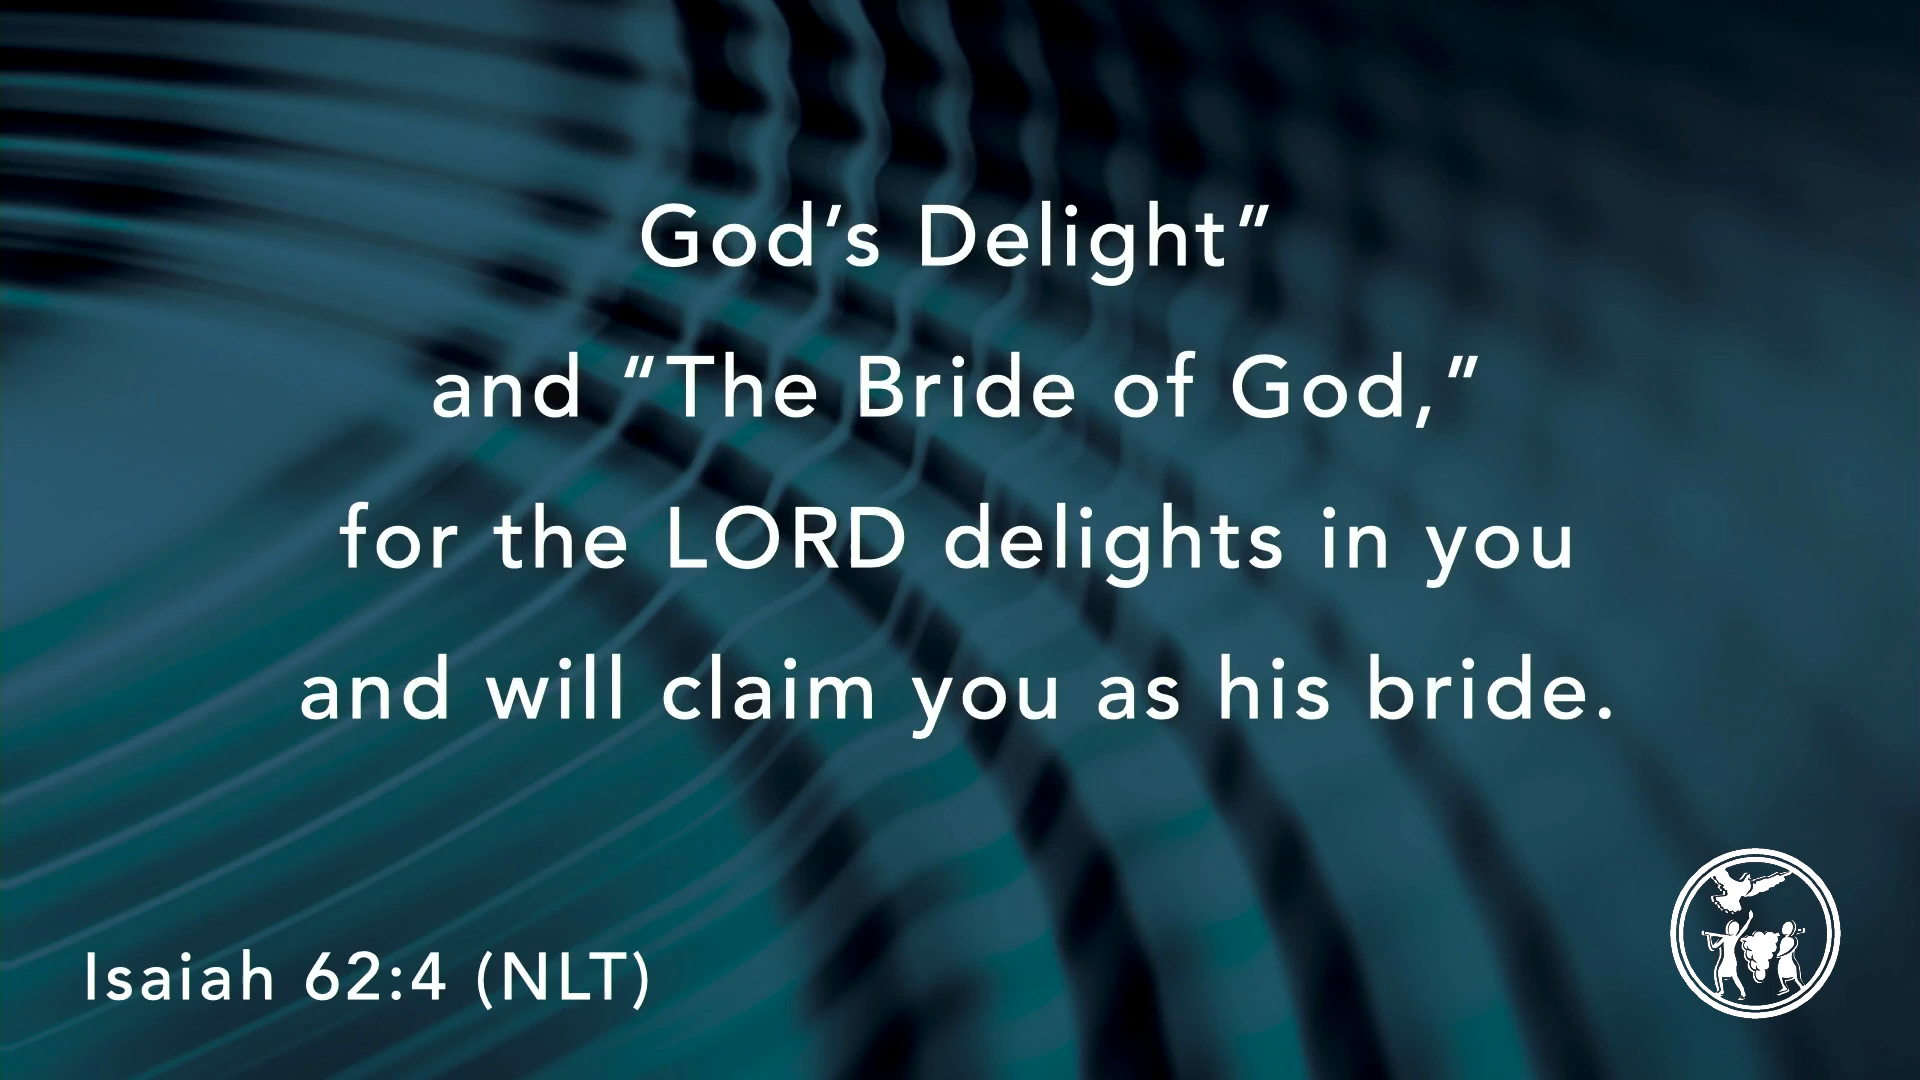 God’s Delight”
and “The Bride of God,”
for the LORD delights in you
and will claim you as his bride.
Isaiah 62:4 (NLT)